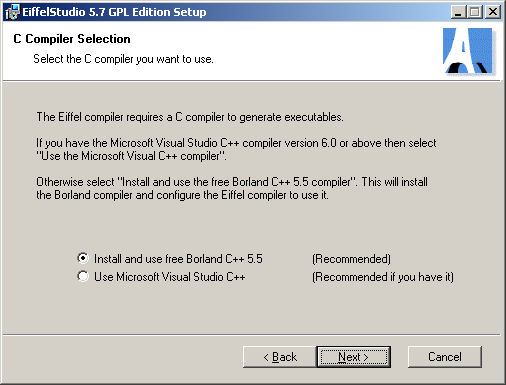 EiffelStudio 5.7 GPL Edition Setup
C Compiler Selection
Select the C compiler you want to use.
The Eiffel compiler requires a C compiler to generate executables.
If you have the Microsoft Visual Studio C++ compiler version 6.0 or above then select
"Use the Microsoft Visual C++ compiler".
Otherwise select "Install and use the free Borland C++ 5.5 compiler". This will install
the Borland compiler and configure the Eiffel compiler to use it.
Install and use free Borland C++ 5.5 (Recommended)
Use Microsoft Visual Studio C++ (Recommended if you have it)
< Back Next > Cancel